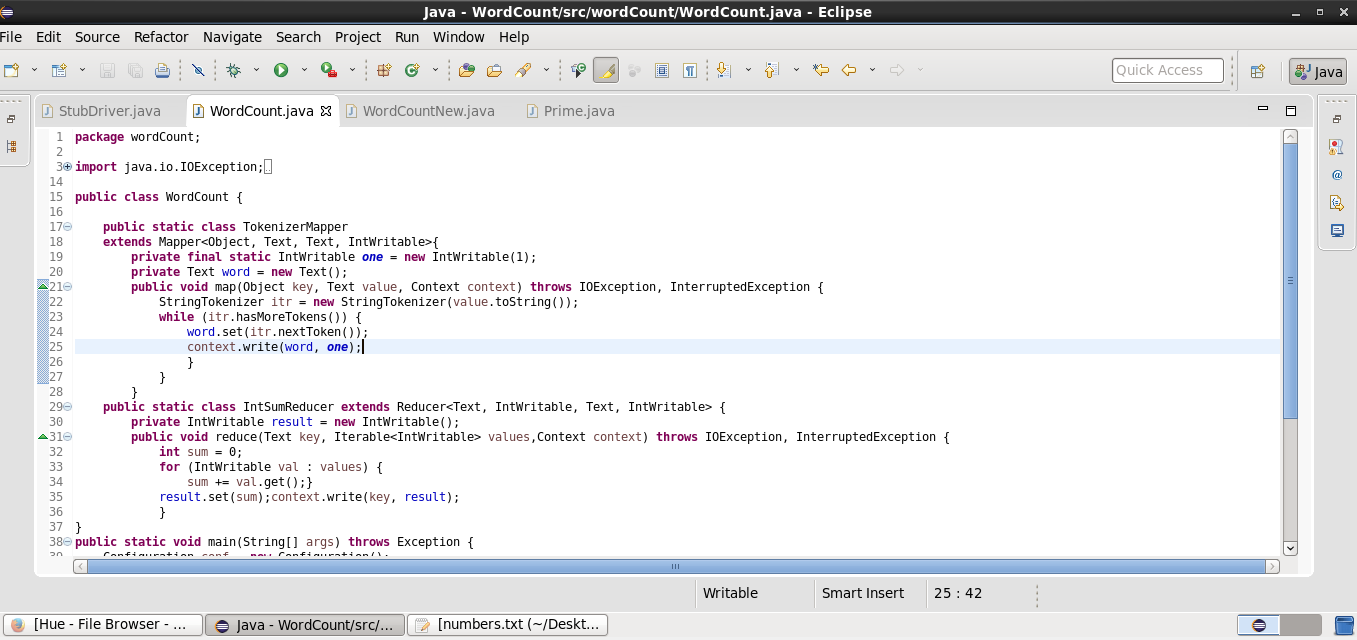 Java - WordCount/src/wordCount/WordCount.java - Eclipse
File Edit Source Refactor Navigate Search Project Run Window Help
Quick Access Java
StubDriver.java WordCount.java WordCountNew.java Prime.java
1 package wordCount;
2
3 import java.io.IOException;
14
15 public class WordCount {
16
17 public static class TokenizerMapper
18 extends Mapper<Object, Text, Text, IntWritable>{
19 private final static IntWritable one = new IntWritable(1);
20 private Text word = new Text();
21 public void map(Object key, Text value, Context context) throws IOException, InterruptedException {
22 StringTokenizer itr = new StringTokenizer(value.toString());
23 while (itr.hasMoreTokens()) {
24 word.set(itr.nextToken());
25 context.write(word, one);
26 }
27 }
28 }
29 public static class IntSumReducer extends Reducer<Text, IntWritable, Text, IntWritable> {
30 private IntWritable result = new IntWritable();
31 public void reduce(Text key, Iterable<IntWritable> values,Context context) throws IOException, InterruptedException {
32 int sum = 0;
33 for (IntWritable val : values) {
34 sum += val.get();}
35 result.set(sum);context.write(key, result);
36 }
37 }
38 public static void main(String[] args) throws Exception {
39 Configuration conf = new Configuration();
Writable Smart Insert 25 : 42
[Hue - File Browser - ... Java - WordCount/src/... [numbers.txt (~/Deskt...